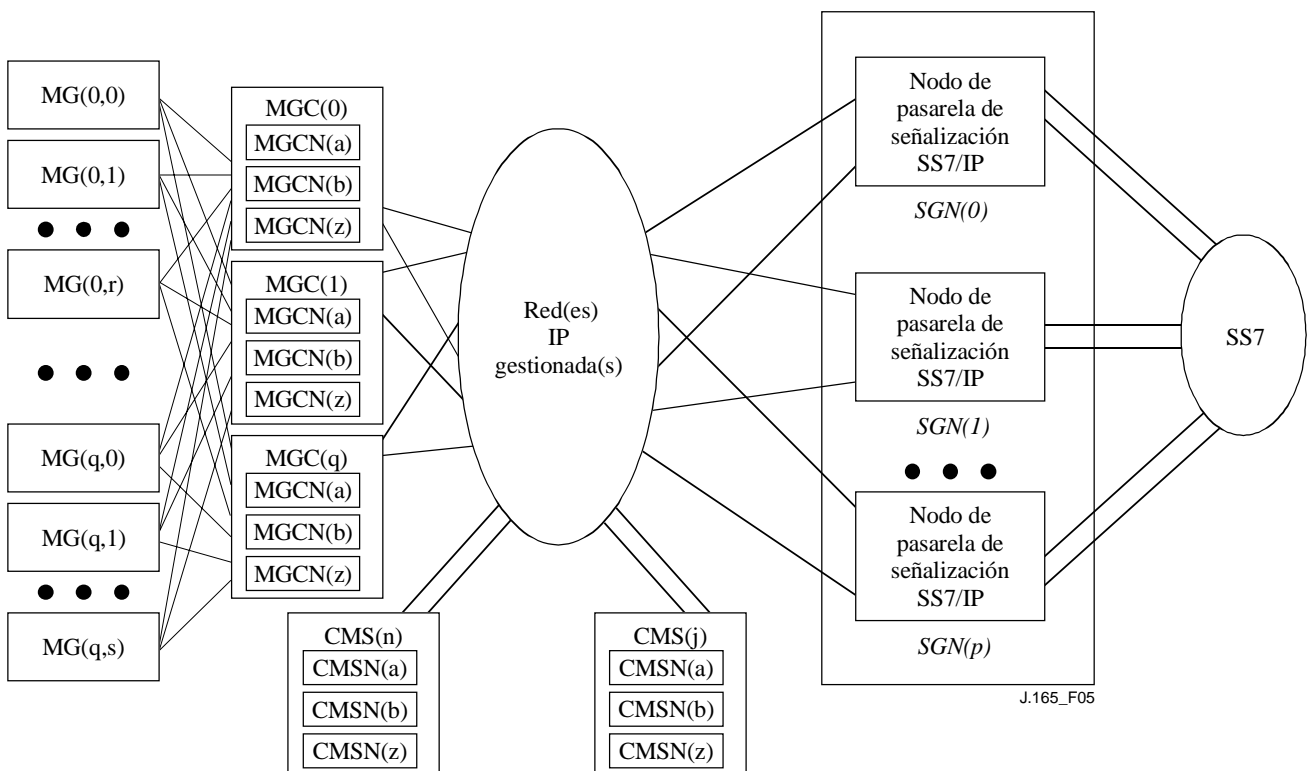 MG(0,0)
MG(0,1)
MG(0,r)
MG(q,0)
MG(q,1)
MG(q,s)
MGC(0)
MGCN(a)
MGCN(b)
MGCN(z)
MGC(1)
MGCN(a)
MGCN(b)
MGCN(z)
MGC(q)
MGCN(a)
MGCN(b)
MGCN(z)
Red(es)
IP
gestionada(s)
CMS(n)
CMSN(a)
CMSN(b)
CMSN(z)
CMS(j)
CMSN(a)
CMSN(b)
CMSN(z)
Nodo de
pasarela de
señalización
SS7/IP
SGN(0)
Nodo de
pasarela de
señalización
SS7/IP
SGN(1)
Nodo de
pasarela de
señalización
SS7/IP
SGN(p)
SS7
J.165_F05